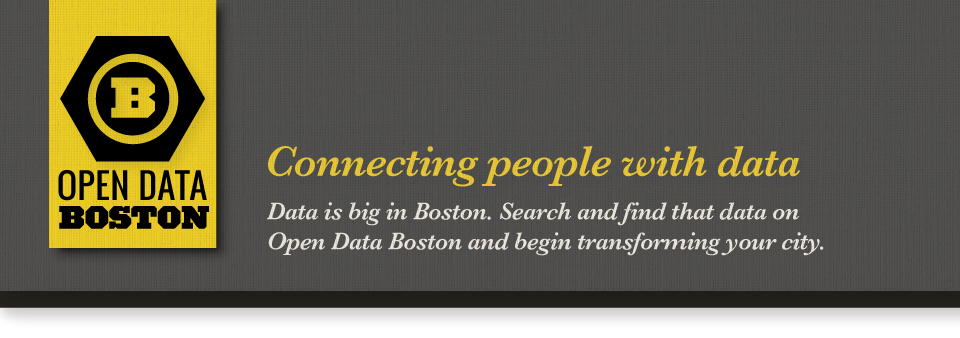 B
OPEN DATA
BOSTON
Connecting people with data
Data is big in Boston. Search and find that data on
Open Data Boston and begin transforming your city.